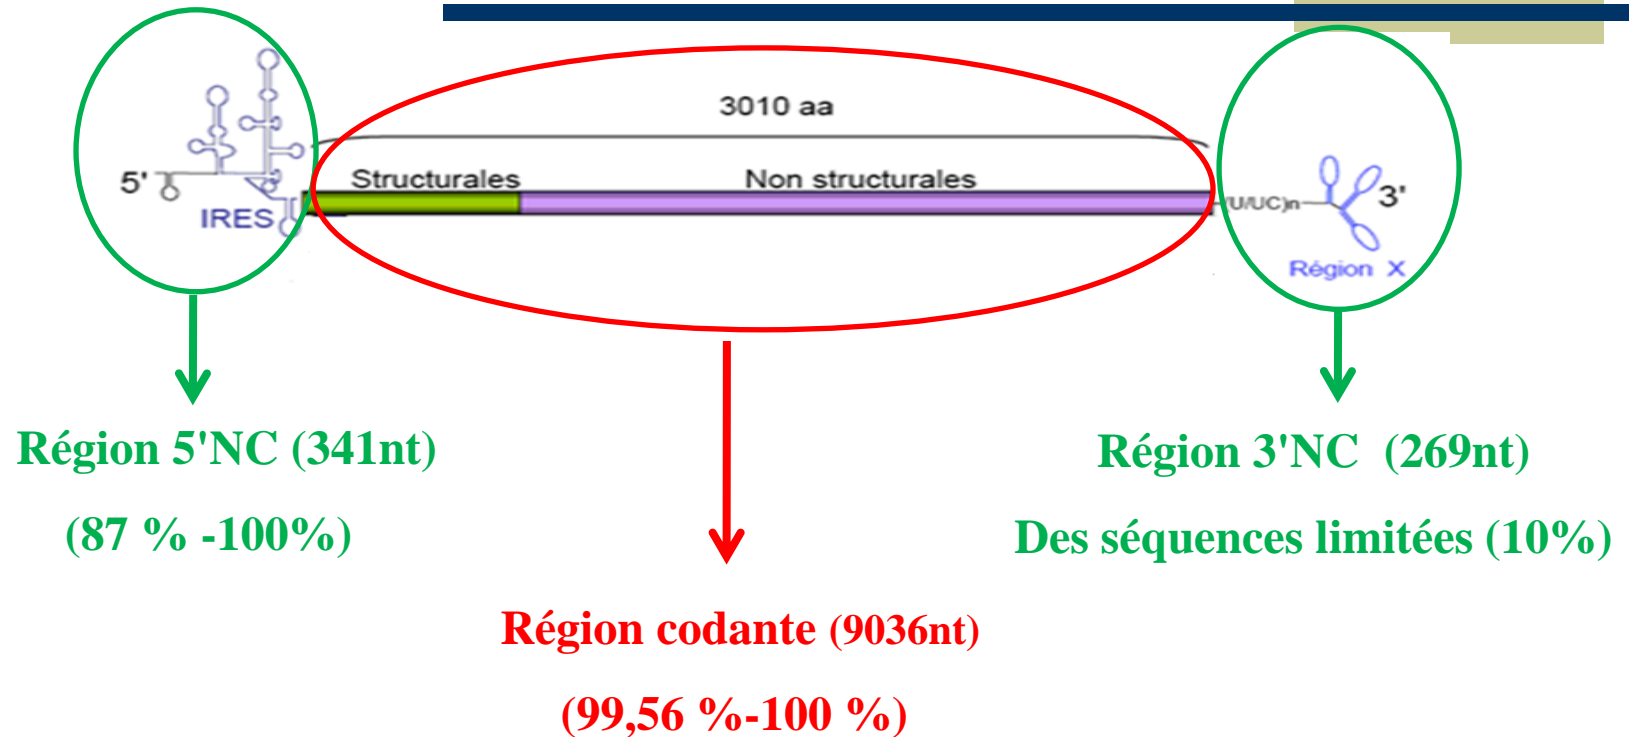 3010 aa
5'
Structurales
Non structurales
IRES
(U/UC)n
3'
Région X
Région 5'NC (341nt)
(87 % -100%)
Région 3'NC (269nt)
Des séquences limitées (10%)
Région codante (9036nt)
(99,56 %-100 %)